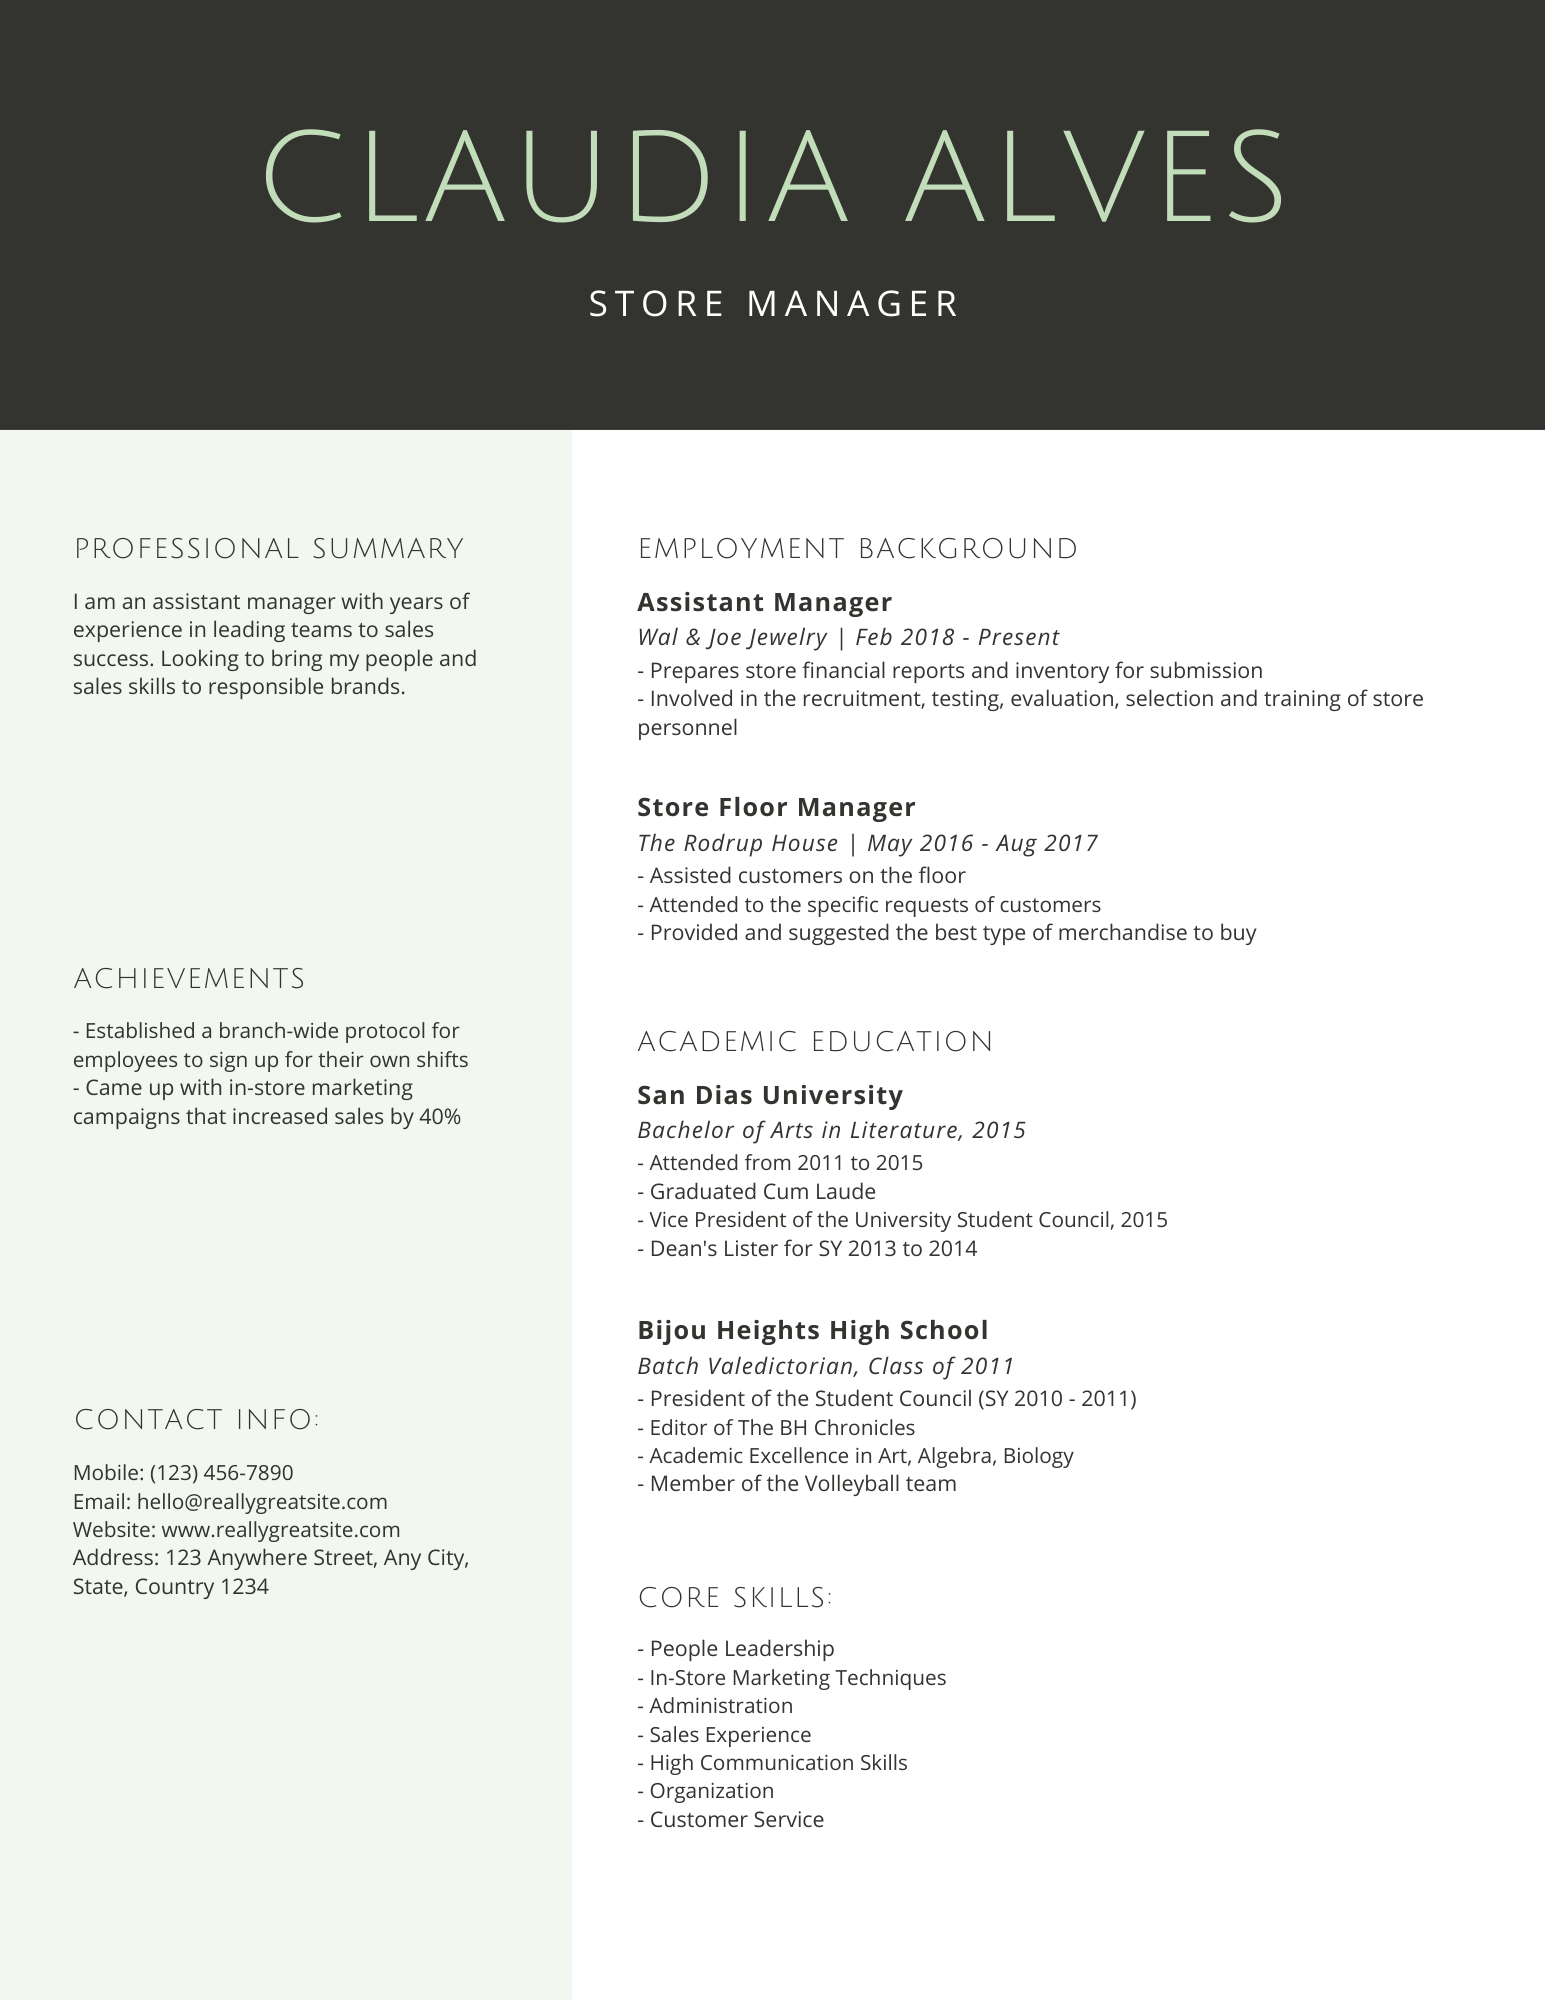 CLAUDIA ALVES
STORE MANAGER
PROFESSIONAL SUMMARY
I am an assistant manager with years of
experience in leading teams to sales
success. Looking to bring my people and
sales skills to responsible brands.
ACHIEVEMENTS
- Established a branch-wide protocol for
employees to sign up for their own shifts
- Came up with in-store marketing
campaigns that increased sales by 40%
CONTACT INFO:
Mobile: (123) 456-7890
Email: hello@reallygreatsite.com
Website: www.reallygreatsite.com
Address: 123 Anywhere Street, Any City,
State, Country 1234
EMPLOYMENT BACKGROUND
Assistant Manager
Wal & Joe Jewelry | Feb 2018 - Present
- Prepares store financial reports and inventory for submission
- Involved in the recruitment, testing, evaluation, selection and training of store
personnel
Store Floor Manager
The Rodrup House | May 2016 - Aug 2017
- Assisted customers on the floor
- Attended to the specific requests of customers
- Provided and suggested the best type of merchandise to buy
ACADEMIC EDUCATION
San Dias University
Bachelor of Arts in Literature, 2015
- Attended from 2011 to 2015
- Graduated Cum Laude
- Vice President of the University Student Council, 2015
- Dean's Lister for SY 2013 to 2014
Bijou Heights High School
Batch Valedictorian, Class of 2011
- President of the Student Council (SY 2010 - 2011)
- Editor of The BH Chronicles
- Academic Excellence in Art, Algebra, Biology
- Member of the Volleyball team
CORE SKILLS:
- People Leadership
- In-Store Marketing Techniques
- Administration
- Sales Experience
- High Communication Skills
- Organization
- Customer Service